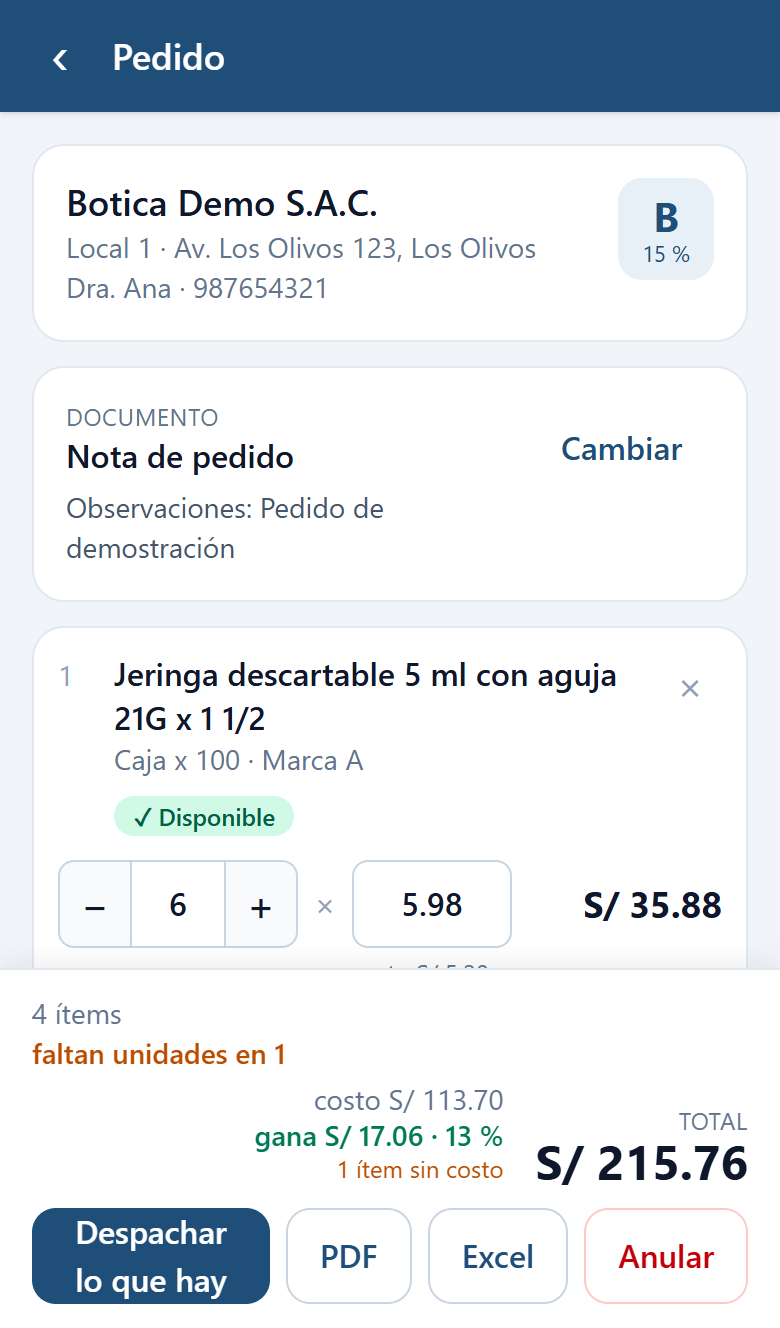 ‹ Pedido
Botica Demo S.A.C.
B
Local 1 · Av. Los Olivos 123, Los Olivos
15 %
Dra. Ana · 987654321
DOCUMENTO
Nota de pedido
Cambiar
Observaciones: Pedido de
demostración
1 Jeringa descartable 5 ml con aguja
21G x 1 1/2
×
Caja x 100 · Marca A
✓ Disponible
− 6 + × 5.98 S/ 35.88
4 ítems
faltan unidades en 1
costo S/ 113.70
gana S/ 17.06 · 13 %
1 ítem sin costo
TOTAL
S/ 215.76
Despachar
lo que hay
PDF
Excel
Anular